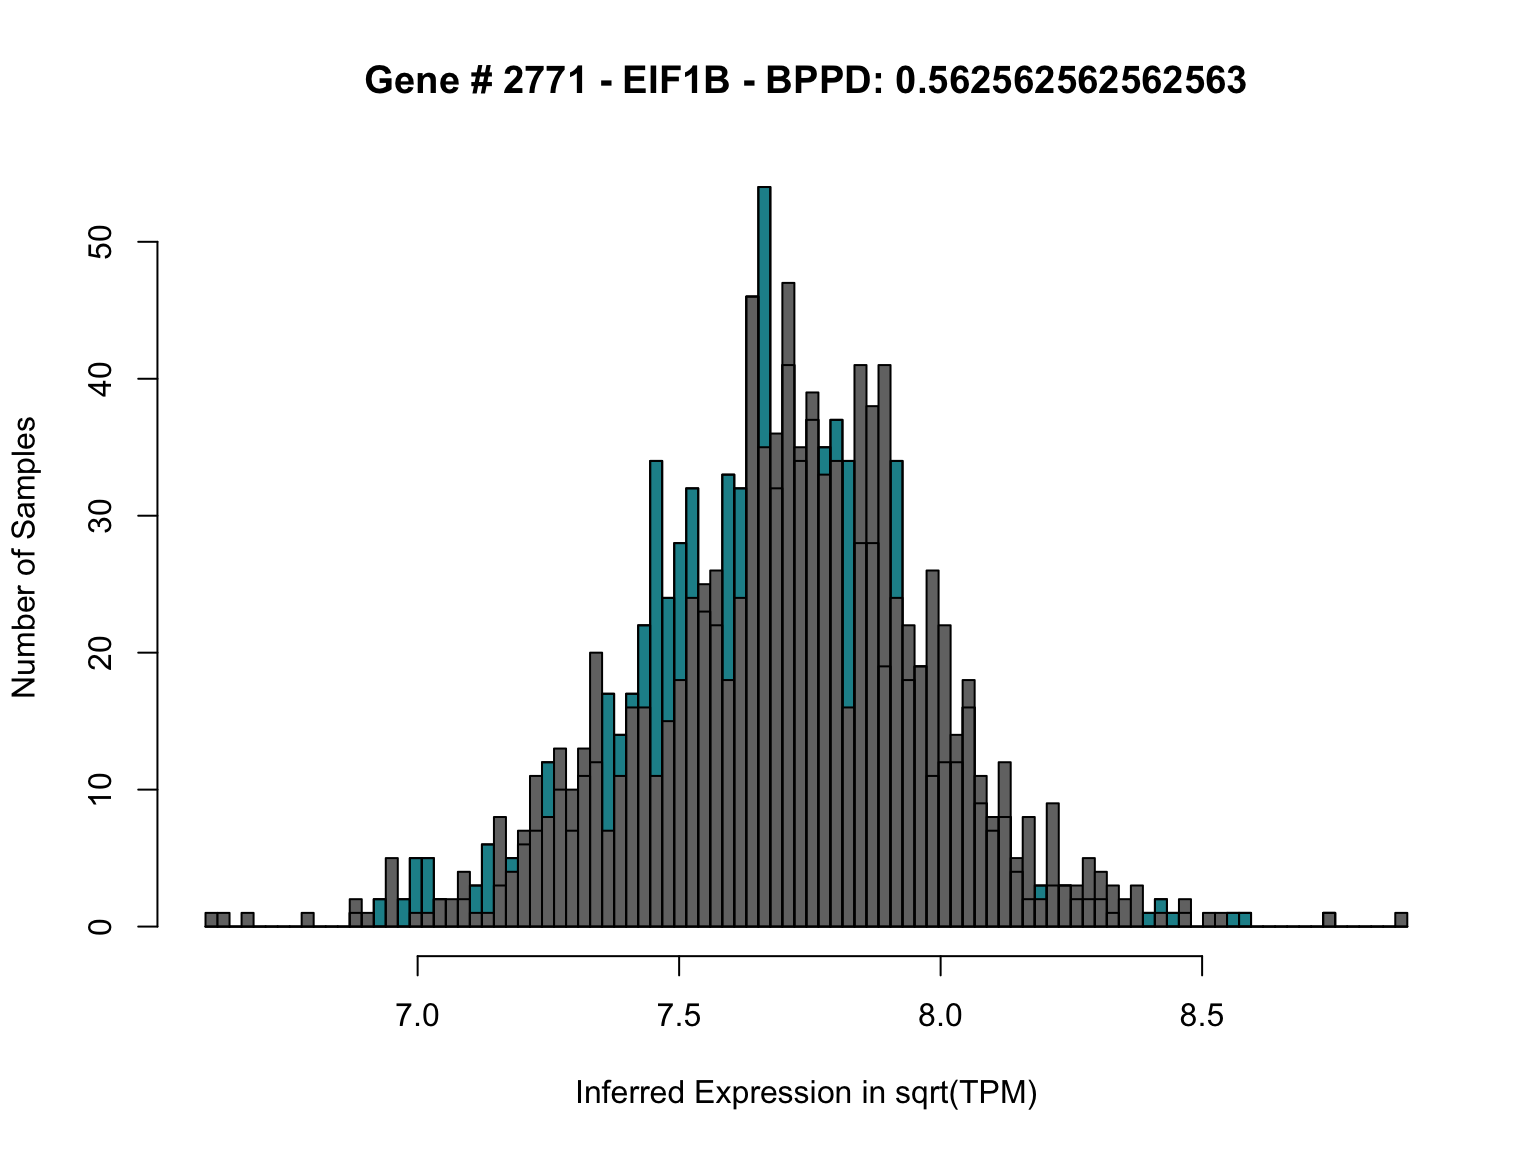 Gene # 2771 - EIF1B - BPPD: 0.562562562562563
Number of Samples
50
40
30
20
10
0
7.0 7.5 8.0 8.5
Inferred Expression in sqrt(TPM)